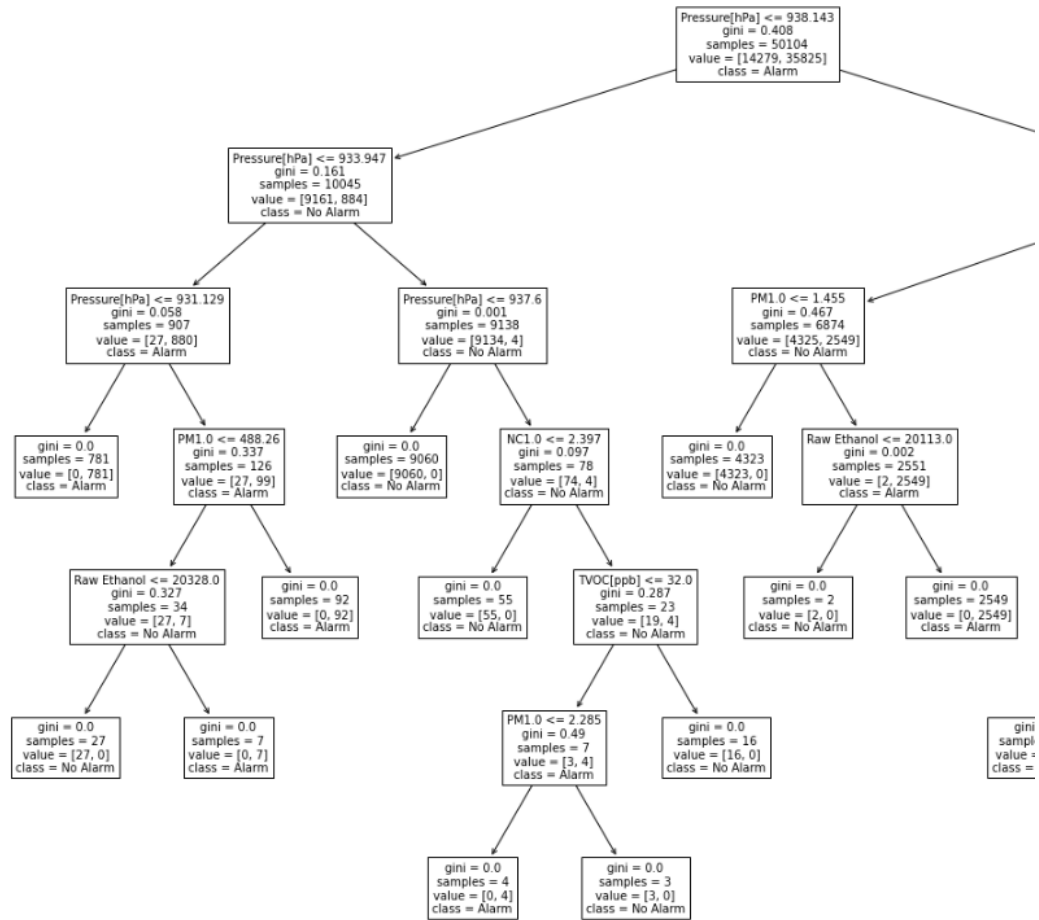 Pressure[hPa] <= 938.143
gini = 0.408
samples = 50104
value = [14279, 35825]
class = Alarm
Pressure[hPa] <= 933.947
gini = 0.161
samples = 10045
value = [9161, 884]
class = No Alarm
Pressure[hPa] <= 931.129
gini = 0.058
samples = 907
value = [27, 880]
class = Alarm
Pressure[hPa] <= 937.6
gini = 0.001
samples = 9138
value = [9134, 4]
class = No Alarm
PM1.0 <= 1.455
gini = 0.467
samples = 6874
value = [4325, 2549]
class = No Alarm
gini = 0.0
samples = 781
value = [0, 781]
class = Alarm
PM1.0 <= 488.26
gini = 0.337
samples = 126
value = [27, 99]
class = Alarm
gini = 0.0
samples = 9060
value = [9060, 0]
class = No Alarm
NC1.0 <= 2.397
gini = 0.097
samples = 78
value = [74, 4]
class = No Alarm
gini = 0.0
samples = 4323
value = [4323, 0]
class = No Alarm
Raw Ethanol <= 20113.0
gini = 0.002
samples = 2551
value = [2, 2549]
class = Alarm
Raw Ethanol <= 20328.0
gini = 0.327
samples = 34
value = [27, 7]
class = No Alarm
gini = 0.0
samples = 92
value = [0, 92]
class = Alarm
gini = 0.0
samples = 55
value = [55, 0]
class = No Alarm
TVOC[ppb] <= 32.0
gini = 0.287
samples = 23
value = [19, 4]
class = No Alarm
gini = 0.0
samples = 2
value = [2, 0]
class = No Alarm
gini = 0.0
samples = 2549
value = [0, 2549]
class = Alarm
gini = 0.0
samples = 27
value = [27, 0]
class = No Alarm
gini = 0.0
samples = 7
value = [0, 7]
class = Alarm
PM1.0 <= 2.285
gini = 0.49
samples = 7
value = [3, 4]
class = Alarm
gini = 0.0
samples = 16
value = [16, 0]
class = No Alarm
gini
class =
gini = 0.0
samples = 4
value = [0, 4]
class = Alarm
gini = 0.0
samples = 3
value = [3, 0]
class = No Alarm